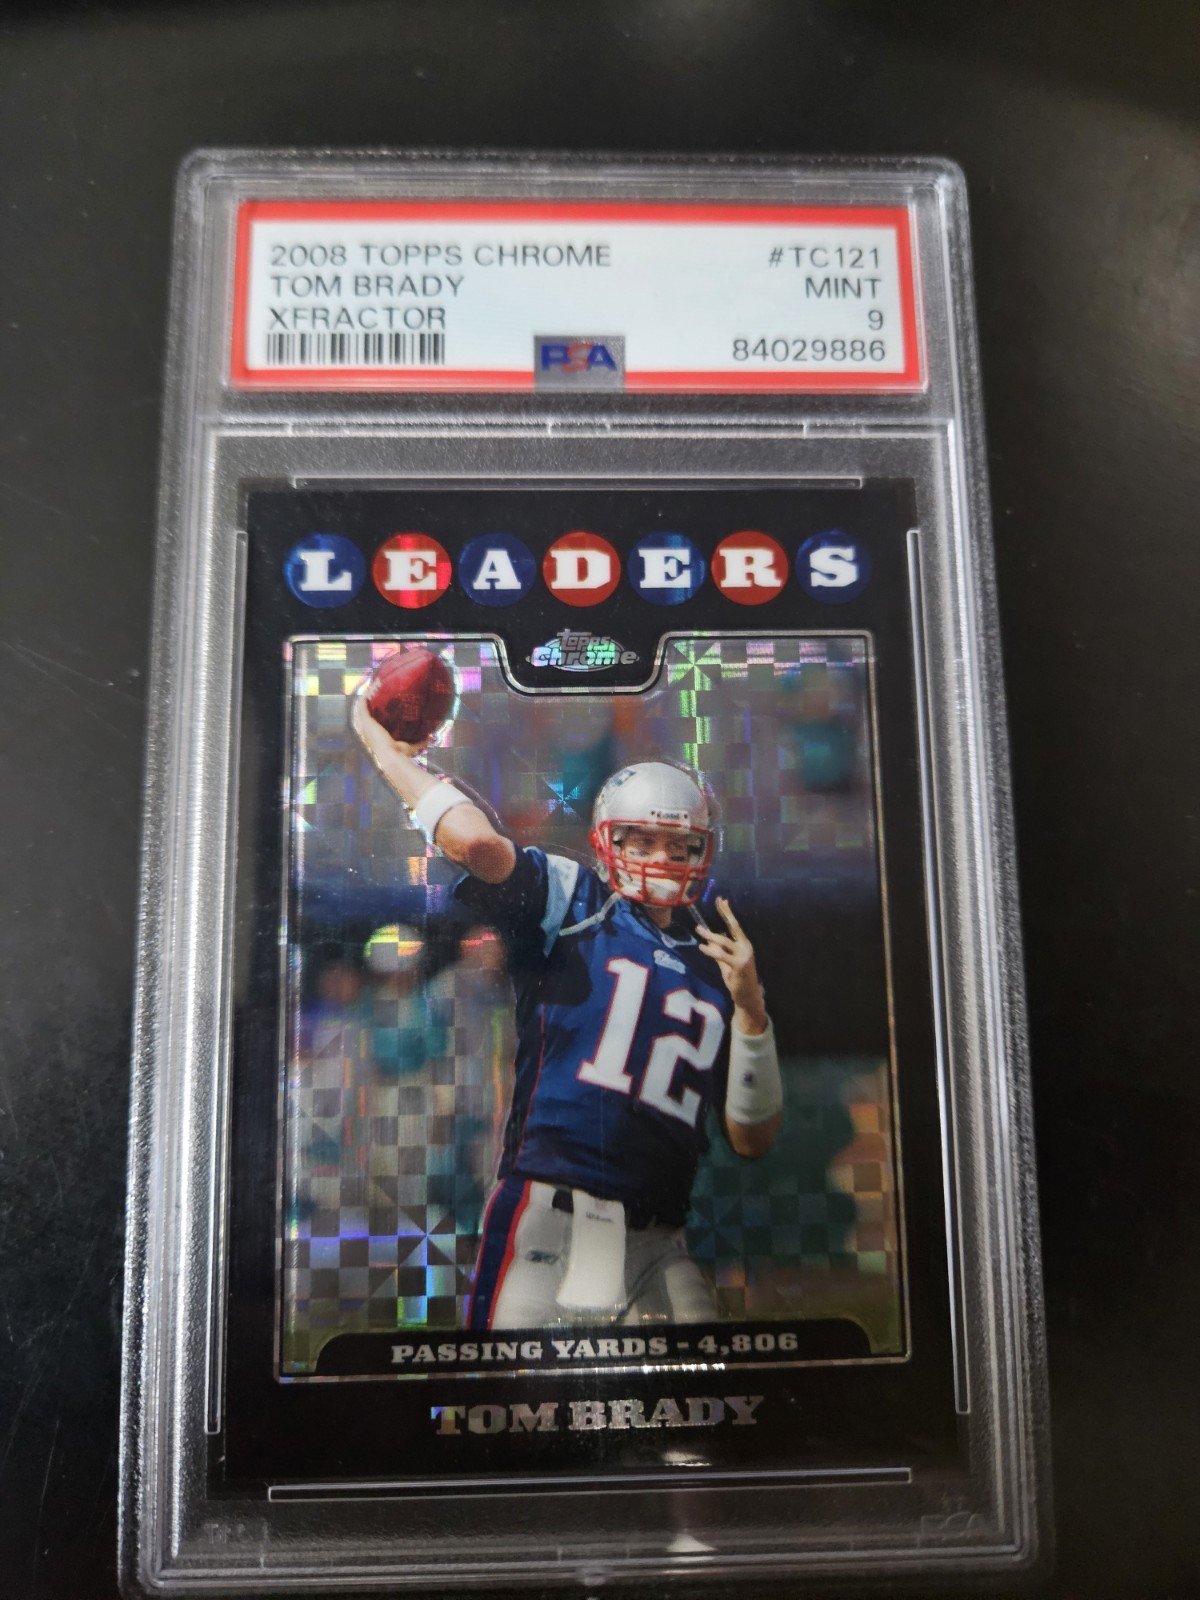 2008 TOPPS CHROME #TC121
TOM BRADY MINT
XFRACTOR 9
PSA 84029886
LEADERS
Topps
Chrome
12
PASSING YARDS - 4,806
TOM BRADY